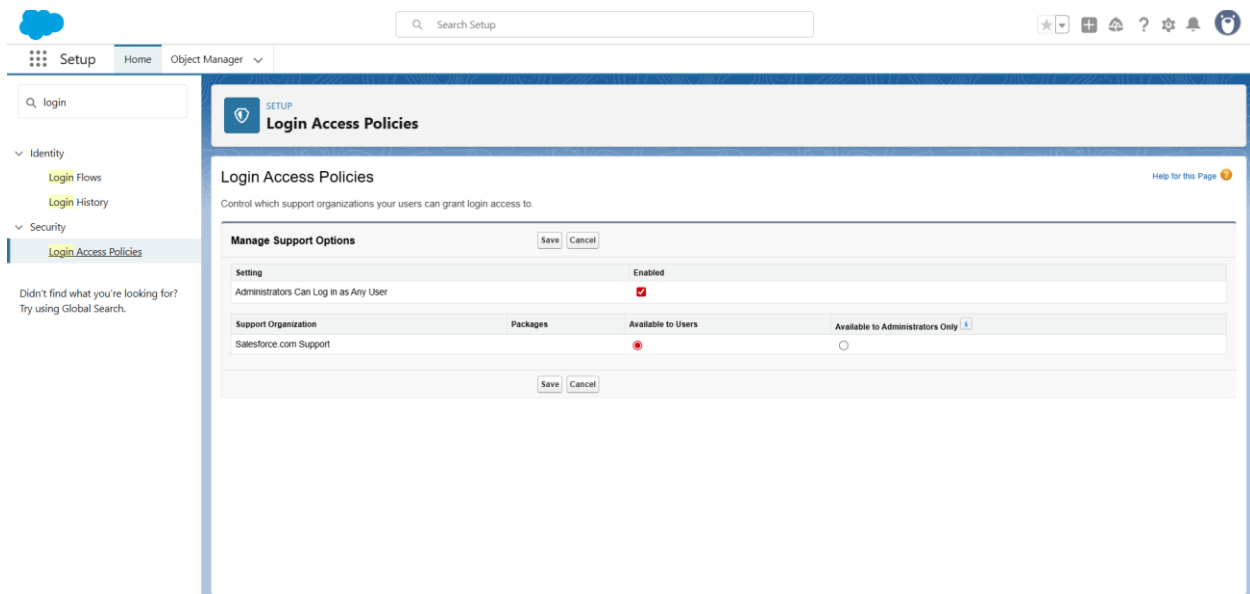 Search Setup
Setup
Home
Object Manager
login
Identity
Login Flows
Login History
Security
Login Access Policies
Didn't find what you're looking for?
Try using Global Search.
SETUP
Login Access Policies
Login Access Policies
Help for this Page ?
Control which support organizations your users can grant login access to.
Manage Support Options Save Cancel
Setting Enabled
Administrators Can Log in as Any User
Support Organization Packages Available to Users Available to Administrators Only i
Salesforce.com Support
Save Cancel